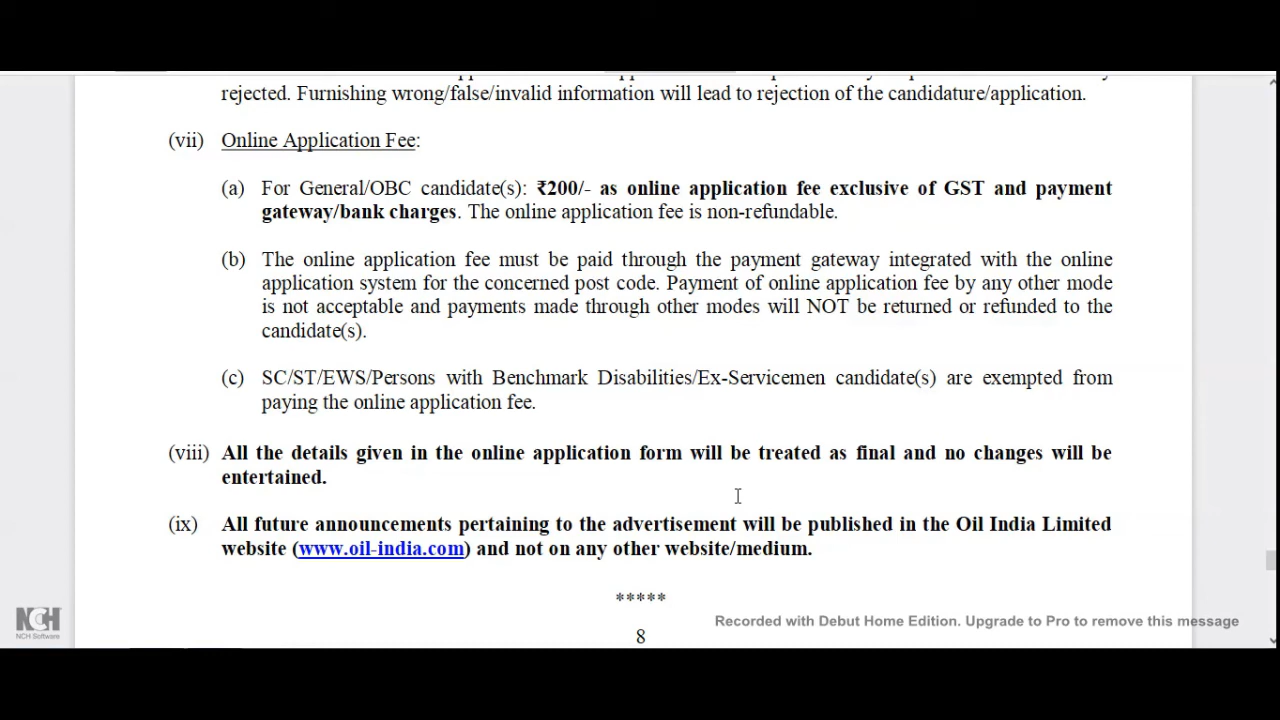 rejected. Furnishing wrong/false/invalid information will lead to rejection of the candidature/application.
(vii) Online Application Fee:
(a) For General/OBC candidate(s): ₹200/- as online application fee exclusive of GST and payment
gateway/bank charges. The online application fee is non-refundable.
(b) The online application fee must be paid through the payment gateway integrated with the online
application system for the concerned post code. Payment of online application fee by any other mode
is not acceptable and payments made through other modes will NOT be returned or refunded to the
candidate(s).
(c) SC/ST/EWS/Persons with Benchmark Disabilities/Ex-Servicemen candidate(s) are exempted from
paying the online application fee.
(viii) All the details given in the online application form will be treated as final and no changes will be
entertained.
(ix) All future announcements pertaining to the advertisement will be published in the Oil India Limited
website (www.oil-india.com) and not on any other website/medium.
*****
NCH
NCH Software
Recorded with Debut Home Edition. Upgrade to Pro to remove this message
8